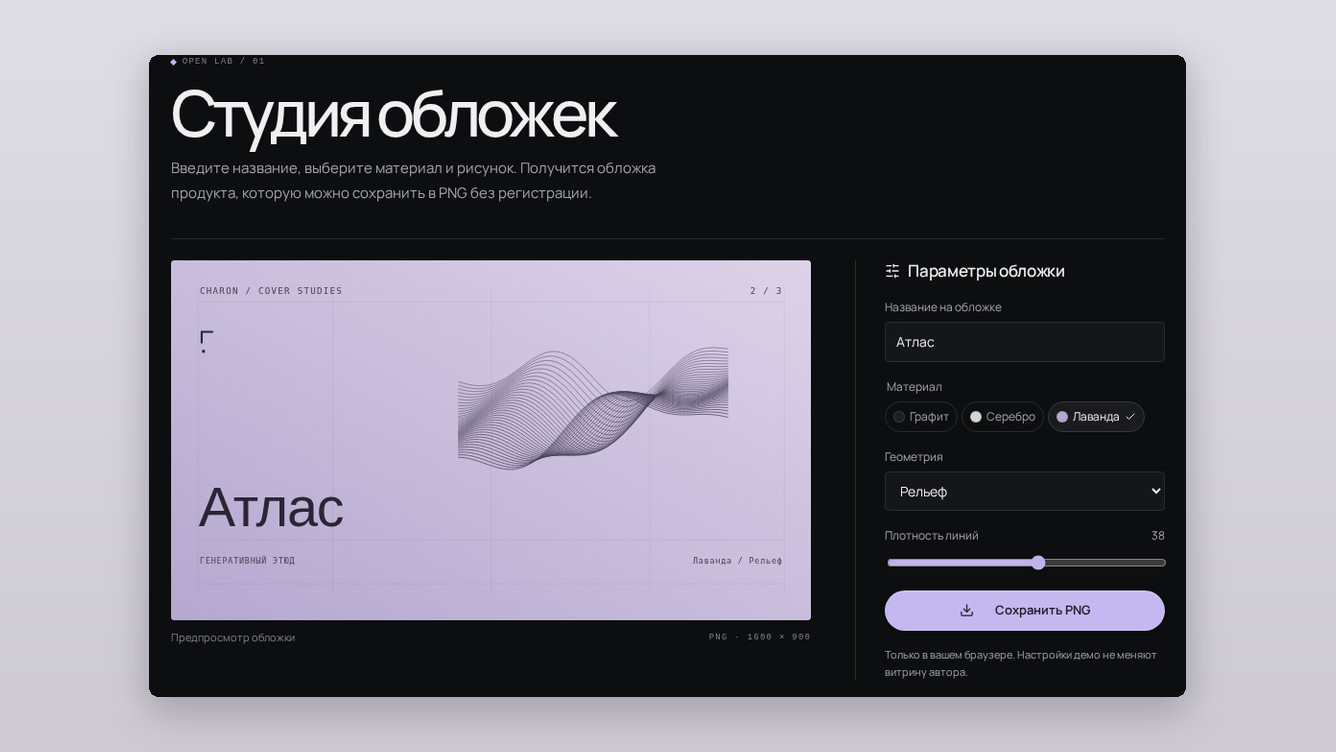 OPEN LAB / 01
Студия обложек
Введите название, выберите материал и рисунок. Получится обложка
продукта, которую можно сохранить в PNG без регистрации.
CHARON / COVER STUDIES
2 / 3
Атлас
ГЕНЕРАТИВНЫЙ ЭТЮД
Лаванда / Рельеф
Предпросмотр обложки
PNG · 1600 × 900
Параметры обложки
Название на обложке
Атлас
Материал
Графит
Серебро
Лаванда
Геометрия
Рельеф
Плотность линий
38
Сохранить PNG
Только в вашем браузере. Настройки демо не меняют
витрину автора.